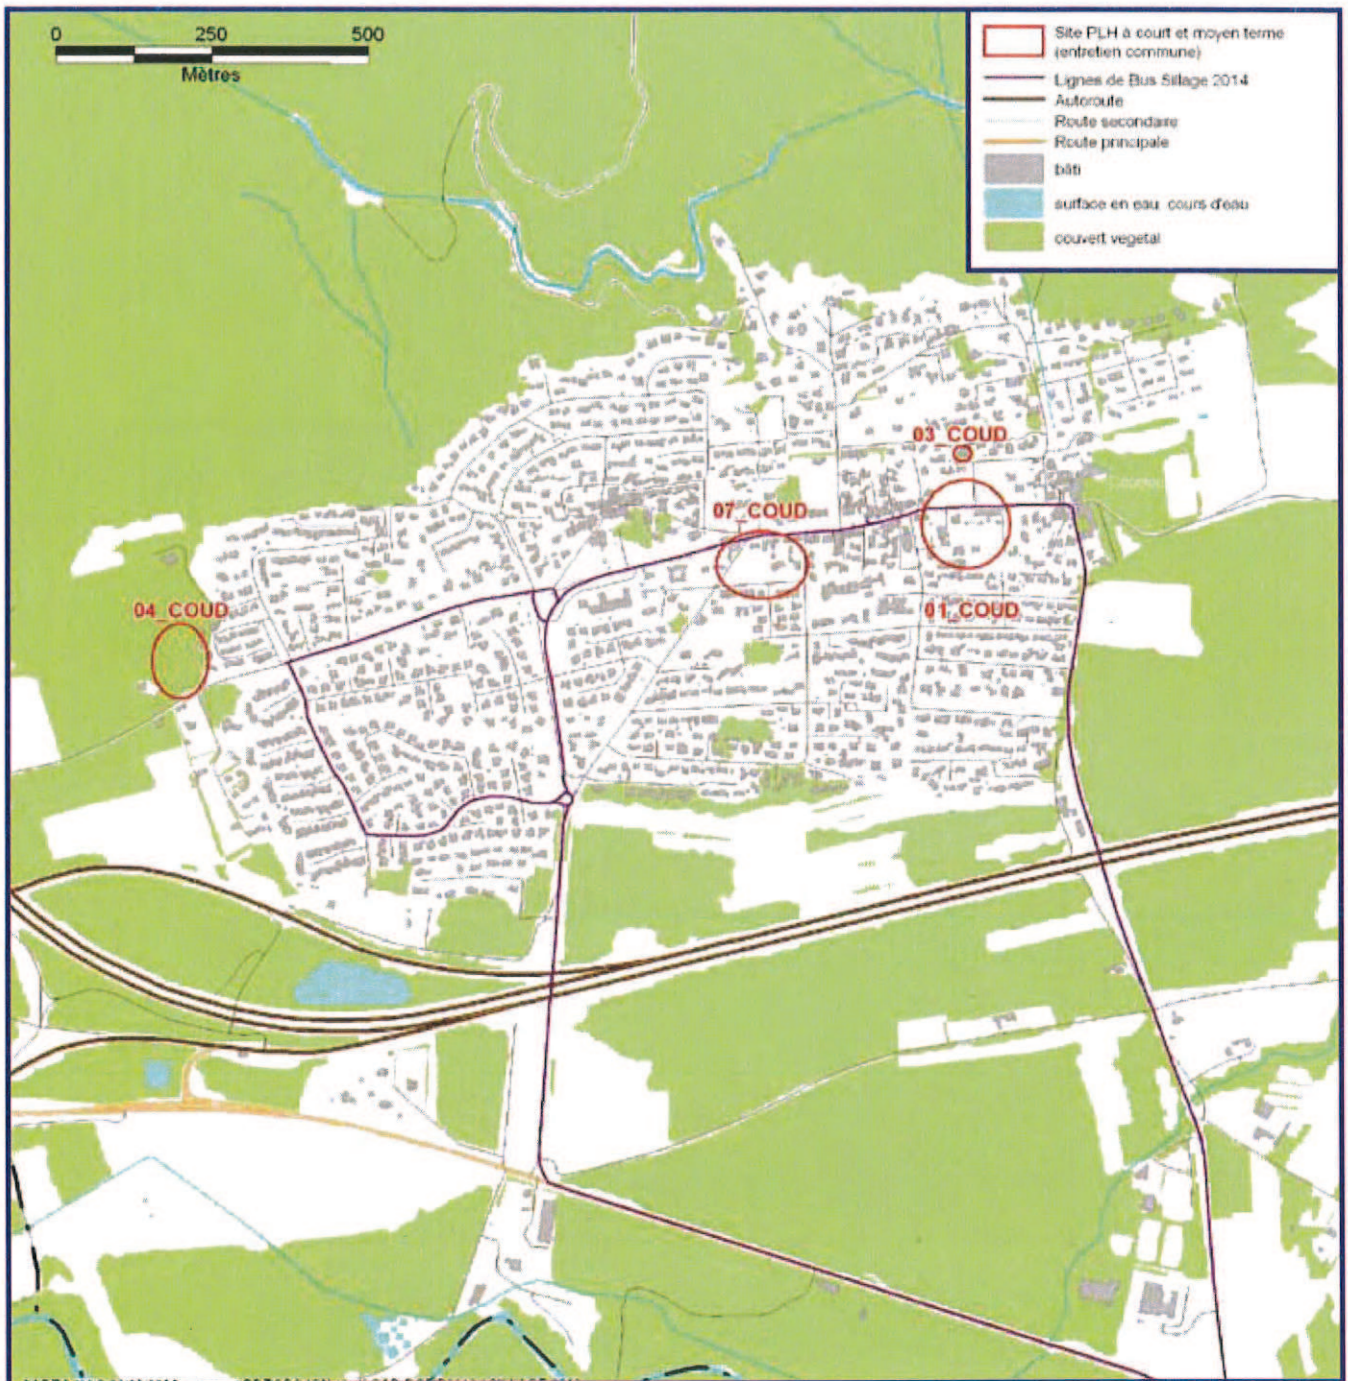 0 250 500
Mètres
Site PLH à court et moyen terme
(entretien commune)
Lignes de Bus Sillage 2014
Autoroute
Route secondaire
Route principale
bâti
surface en eau cours d'eau
couvert vegetal
03_COUD
07_COUD
04_COUD
01_COUD